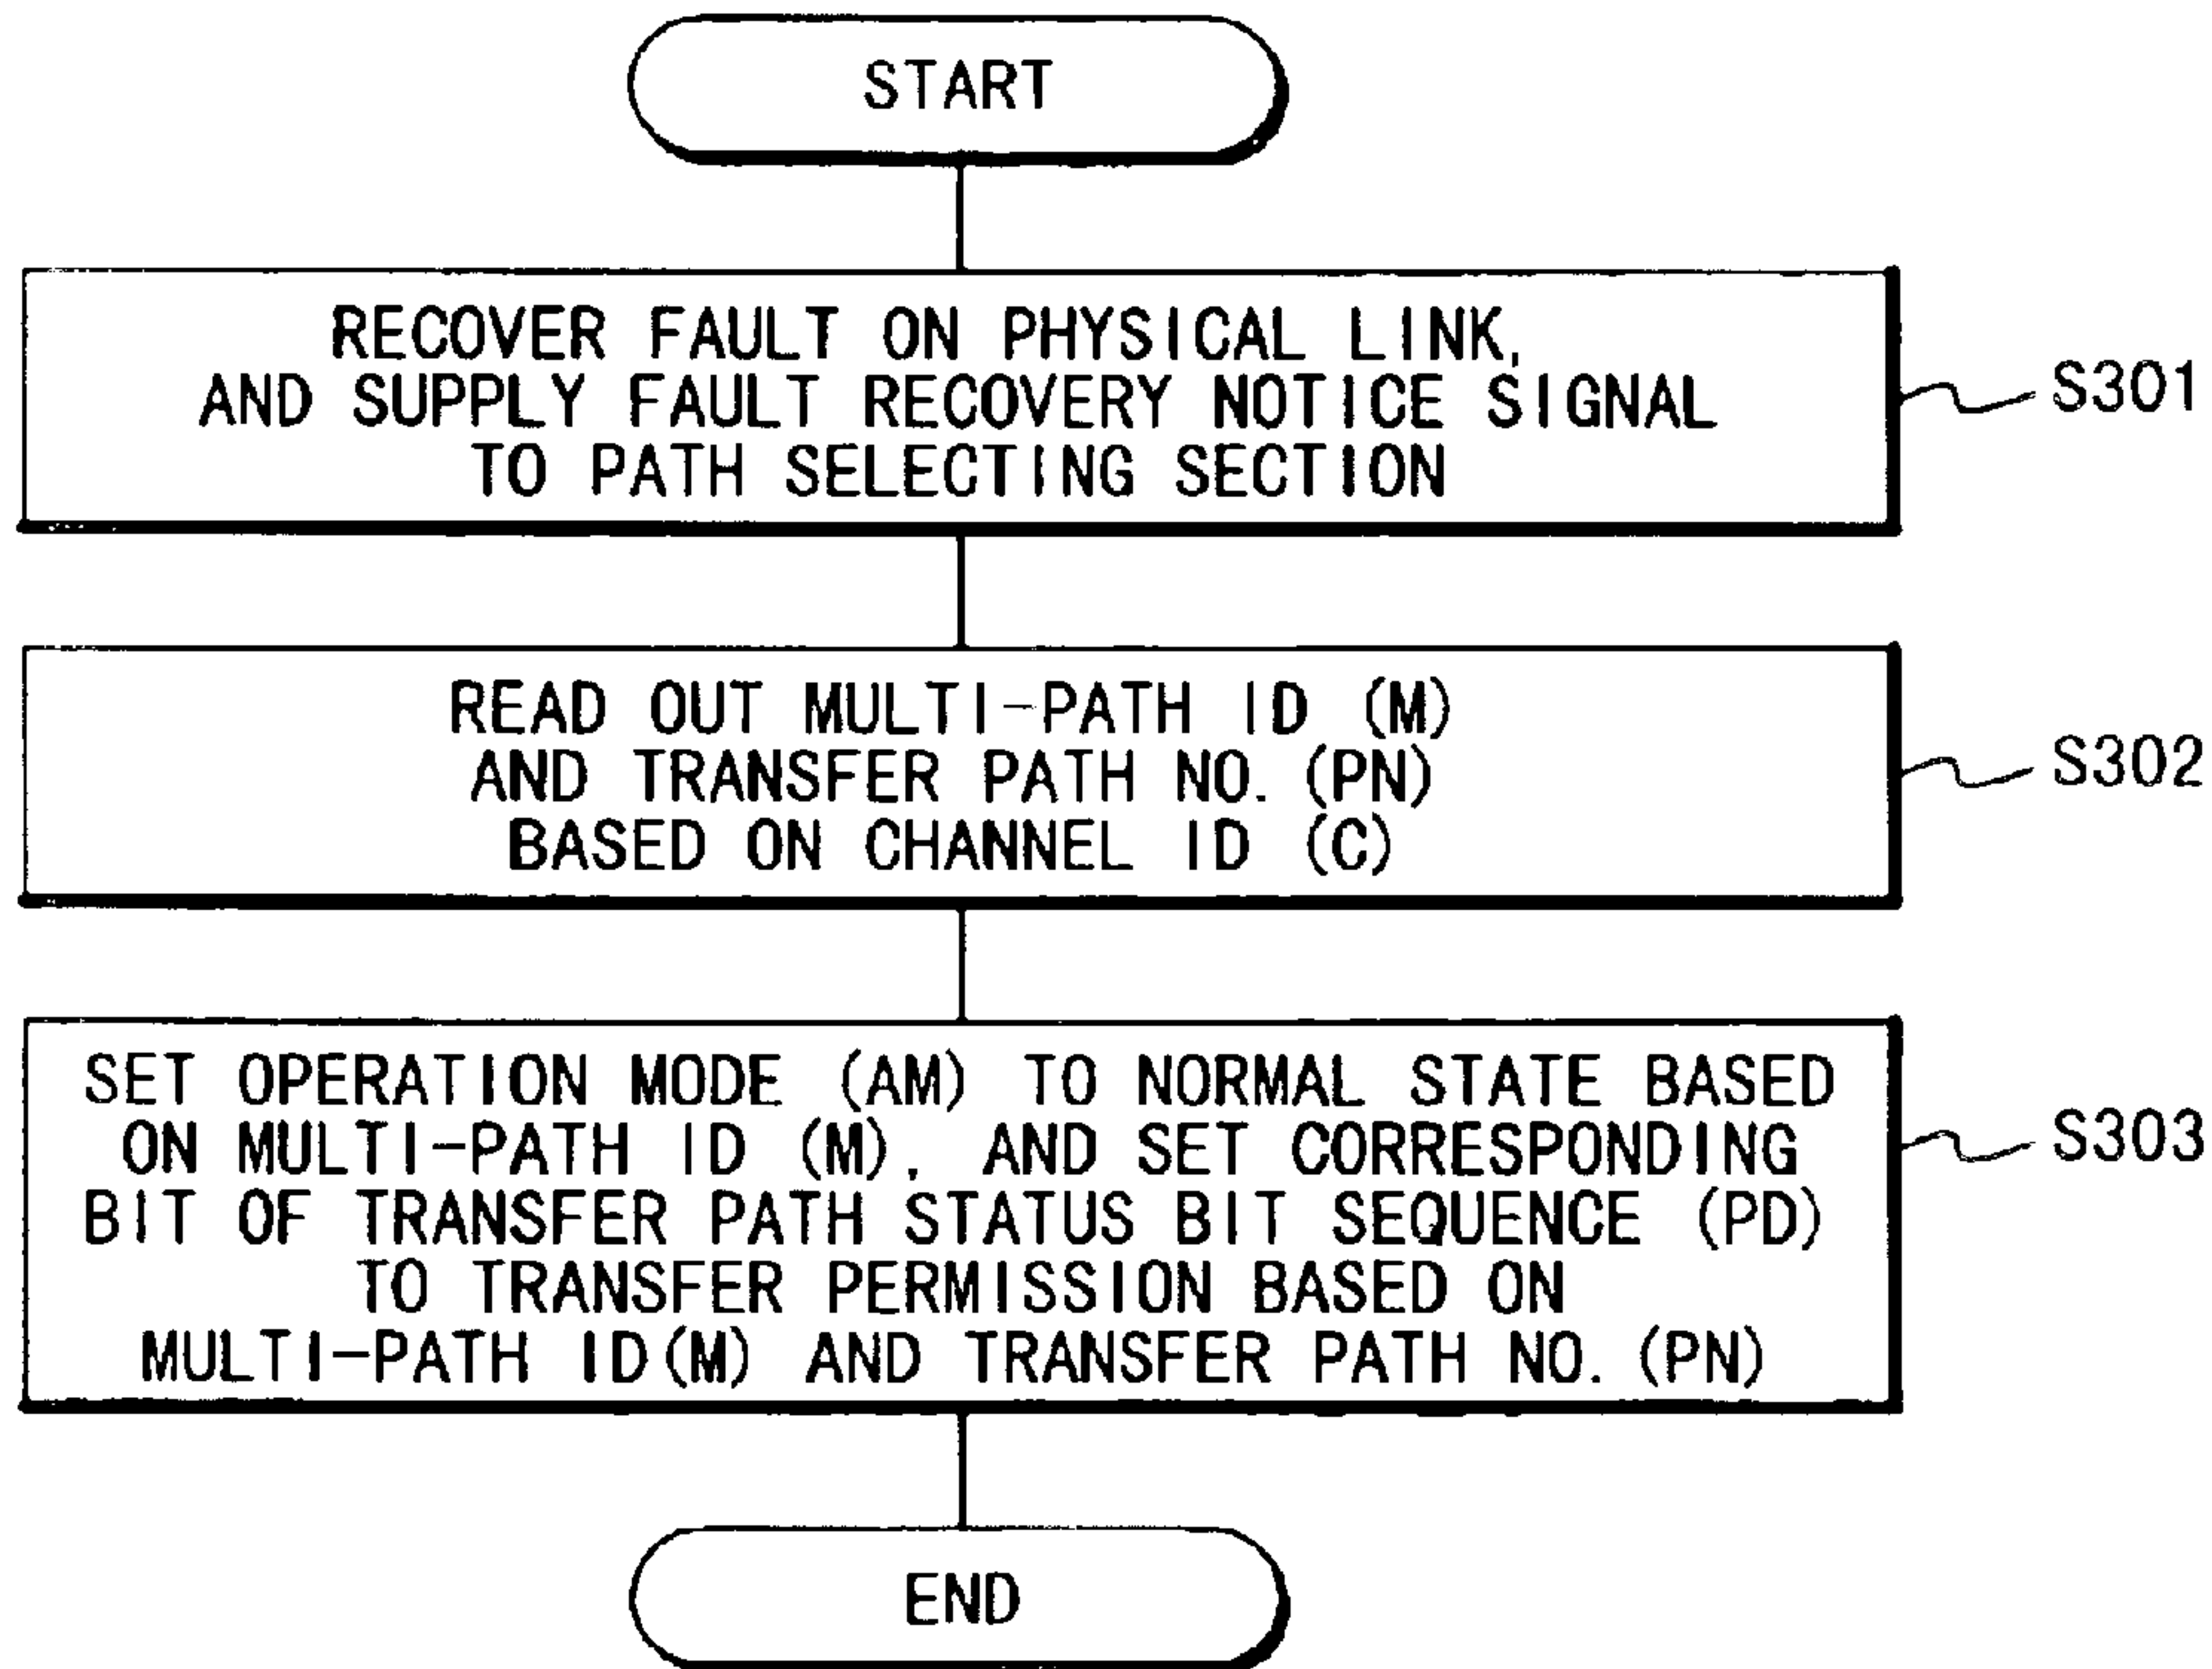 START
RECOVER FAULT ON PHYSICAL LINK,
AND SUPPLY FAULT RECOVERY NOTICE SIGNAL
TO PATH SELECTING SECTION
S301
READ OUT MULTI-PATH ID (M)
AND TRANSFER PATH NO. (PN)
BASED ON CHANNEL ID (C)
S302
SET OPERATION MODE (AM) TO NORMAL STATE BASED
ON MULTI-PATH ID (M), AND SET CORRESPONDING
BIT OF TRANSFER PATH STATUS BIT SEQUENCE (PD)
TO TRANSFER PERMISSION BASED ON
MULTI-PATH ID(M) AND TRANSFER PATH NO. (PN)
S303
END